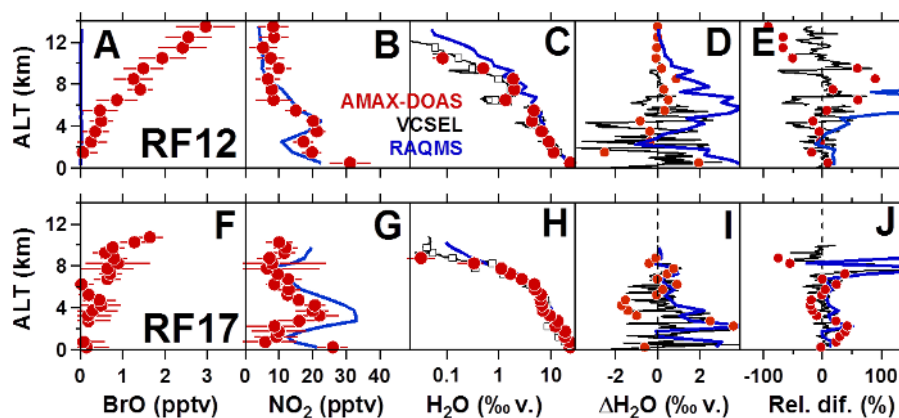 A B C D E
ALT (km)
12
8
4
0
AMAX-DOAS
VCSEL
RAQMS
RF12
F G H I J
ALT (km)
12
8
4
0
RF17
0 1 2 3 0 10 20 30 40 0.1 1 10 -2 0 2 -100 0 100
BrO (pptv) NO2 (pptv) H2O (‰ v.) ΔH2O (‰ v.) Rel. dif. (%)